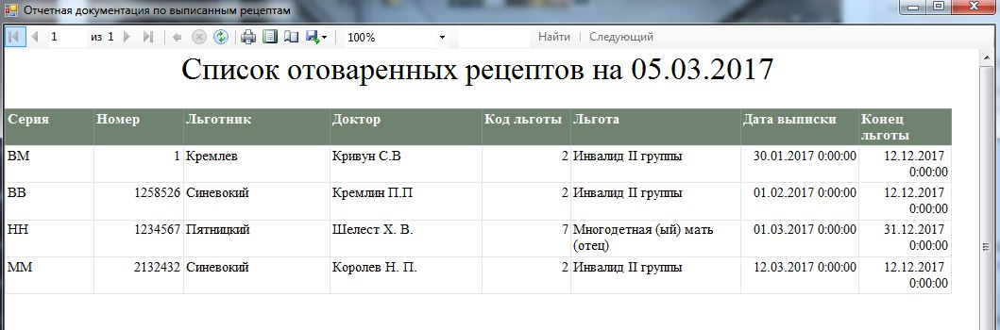 Отчетная документация по выписанным рецептам
1 из 1 100% Найти Следующий
Список отоваренных рецептов на 05.03.2017
Серия Номер Льготник Доктор Код льготы Льгота Дата выписки Конец
льготы
ВМ 1 Кремлев Кривун С.В 2 Инвалид II группы 30.01.2017 0:00:00 12.12.2017
0:00:00
ВВ 1258526 Синевокий Кремлин П.П 2 Инвалид II группы 01.02.2017 0:00:00 12.12.2017
0:00:00
НН 1234567 Пятницкий Шелест Х. В. 7 Многодетная (ый) мать 01.03.2017 0:00:00 31.12.2017
(отец) 0:00:00
ММ 2132432 Синевокий Королев Н. П. 2 Инвалид II группы 12.03.2017 0:00:00 12.12.2017
0:00:00